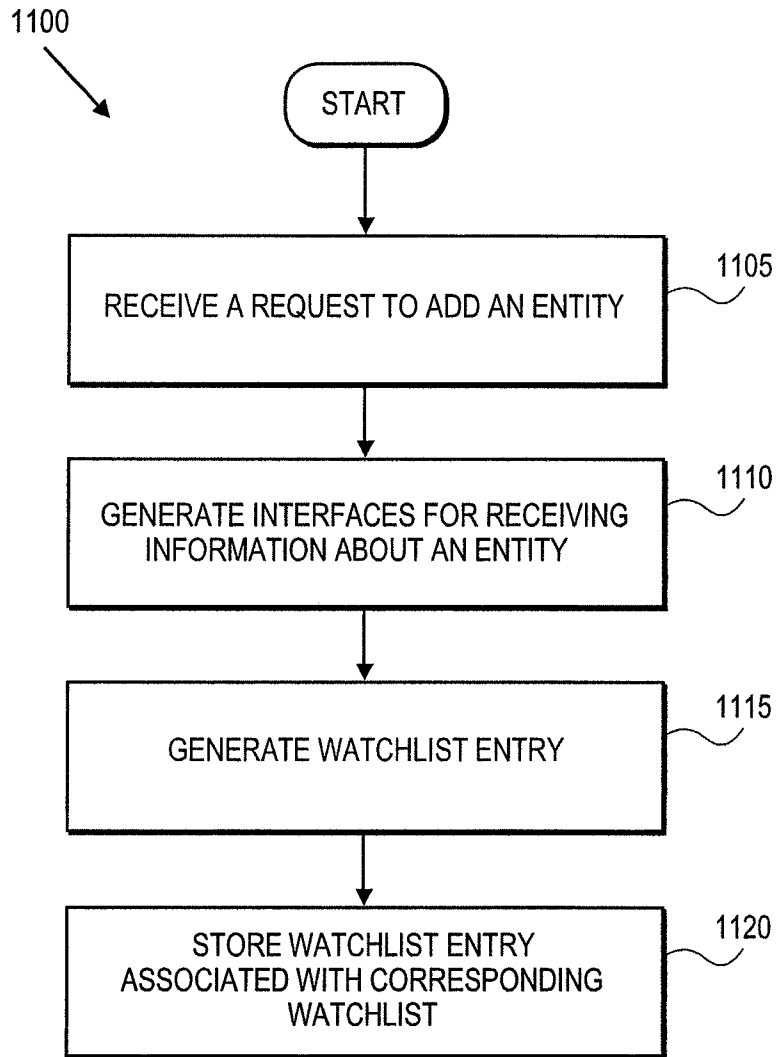 1100
START
RECEIVE A REQUEST TO ADD AN ENTITY
1105
GENERATE INTERFACES FOR RECEIVING
INFORMATION ABOUT AN ENTITY
1110
GENERATE WATCHLIST ENTRY
1115
STORE WATCHLIST ENTRY
ASSOCIATED WITH CORRESPONDING
WATCHLIST
1120